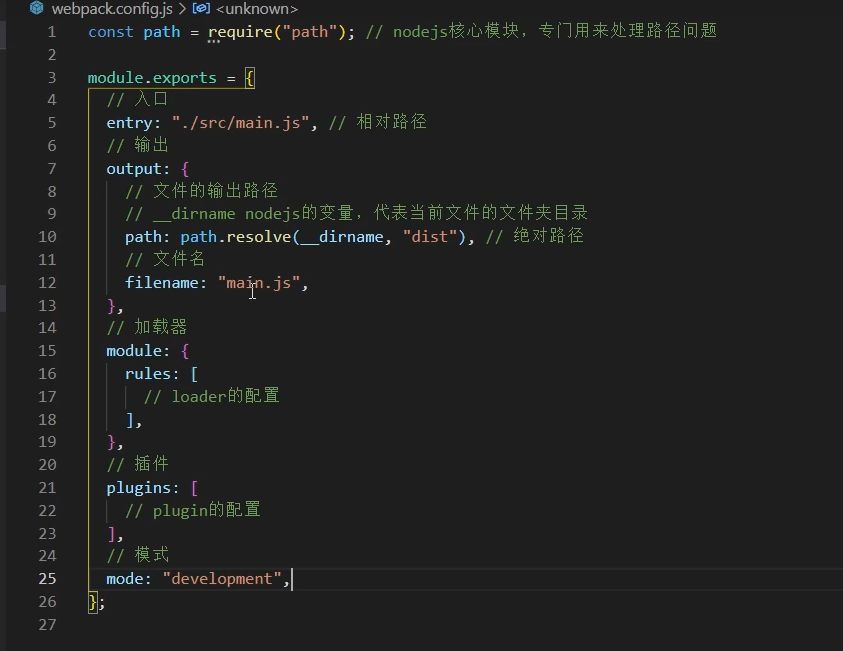 webpack.config.js > <unknown>
1 const path = require("path"); // nodejs核心模块，专门用来处理路径问题
2
3 module.exports = {
4 // 入口
5 entry: "./src/main.js", // 相对路径
6 // 输出
7 output: {
8 // 文件的输出路径
9 // __dirname nodejs的变量，代表当前文件的文件夹目录
10 path: path.resolve(__dirname, "dist"), // 绝对路径
11 // 文件名
12 filename: "main.js",
13 },
14 // 加载器
15 module: {
16 rules: [
17 // loader的配置
18 ],
19 },
20 // 插件
21 plugins: [
22 // plugin的配置
23 ],
24 // 模式
25 mode: "development",
26 };
27